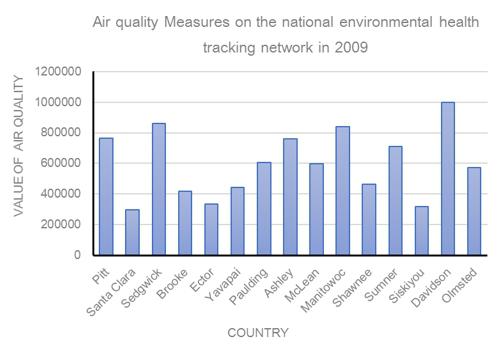 Air quality Measures on the national environmental health
tracking network in 2009
VALUE OF AIR QUALITY
1200000
1000000
800000
600000
400000
200000
0
Pitt
Santa Clara
Sedgwick
Brooke
Ector
Yavapai
Paulding
Ashley
McLean
Manitowoc
Shawnee
Sumner
Siskiyou
Davidson
Olmsted
COUNTRY